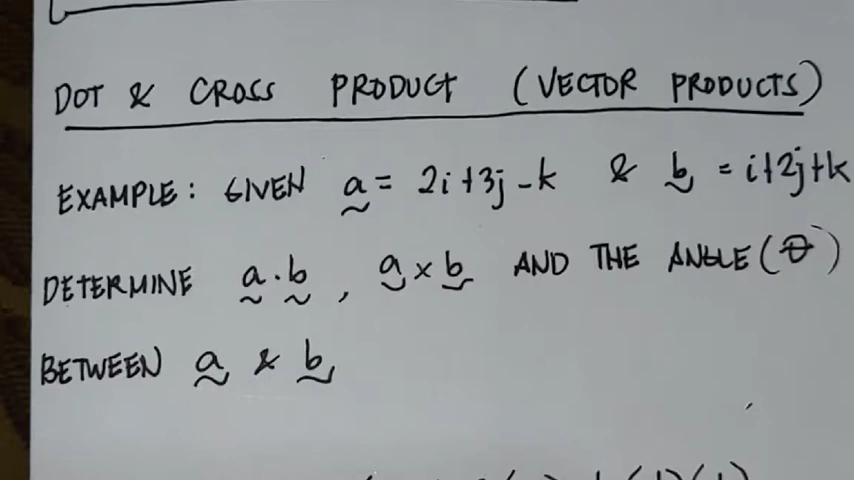 DOT & CROSS PRODUCT (VECTOR PRODUCTS)
EXAMPLE: GIVEN a = 2i+3j-k & b = i+2j+k
DETERMINE a·b, a×b AND THE ANGLE (θ)
BETWEEN a & b